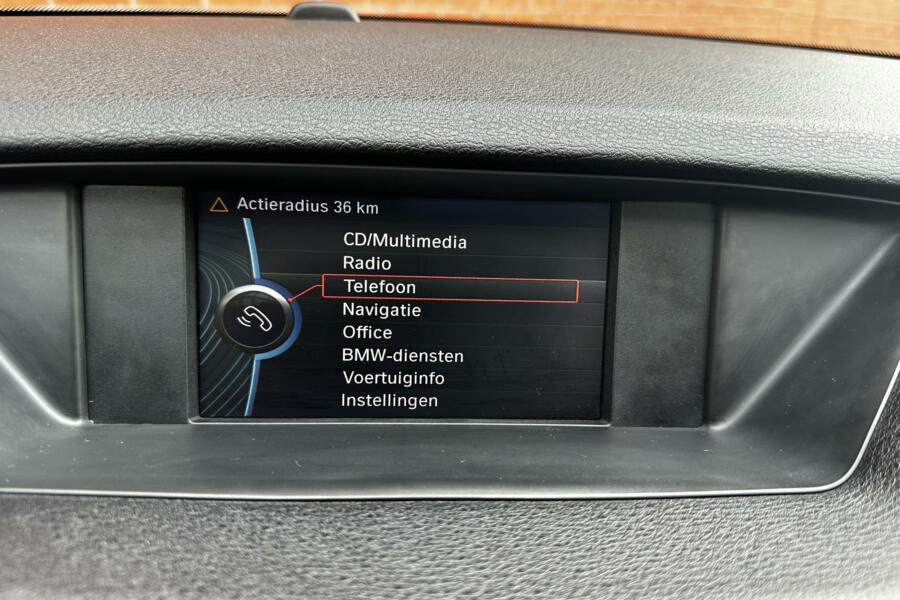 Actieradius 36 km
CD/Multimedia
Radio
Telefoon
Navigatie
Office
BMW-diensten
Voertuiginfo
Instellingen